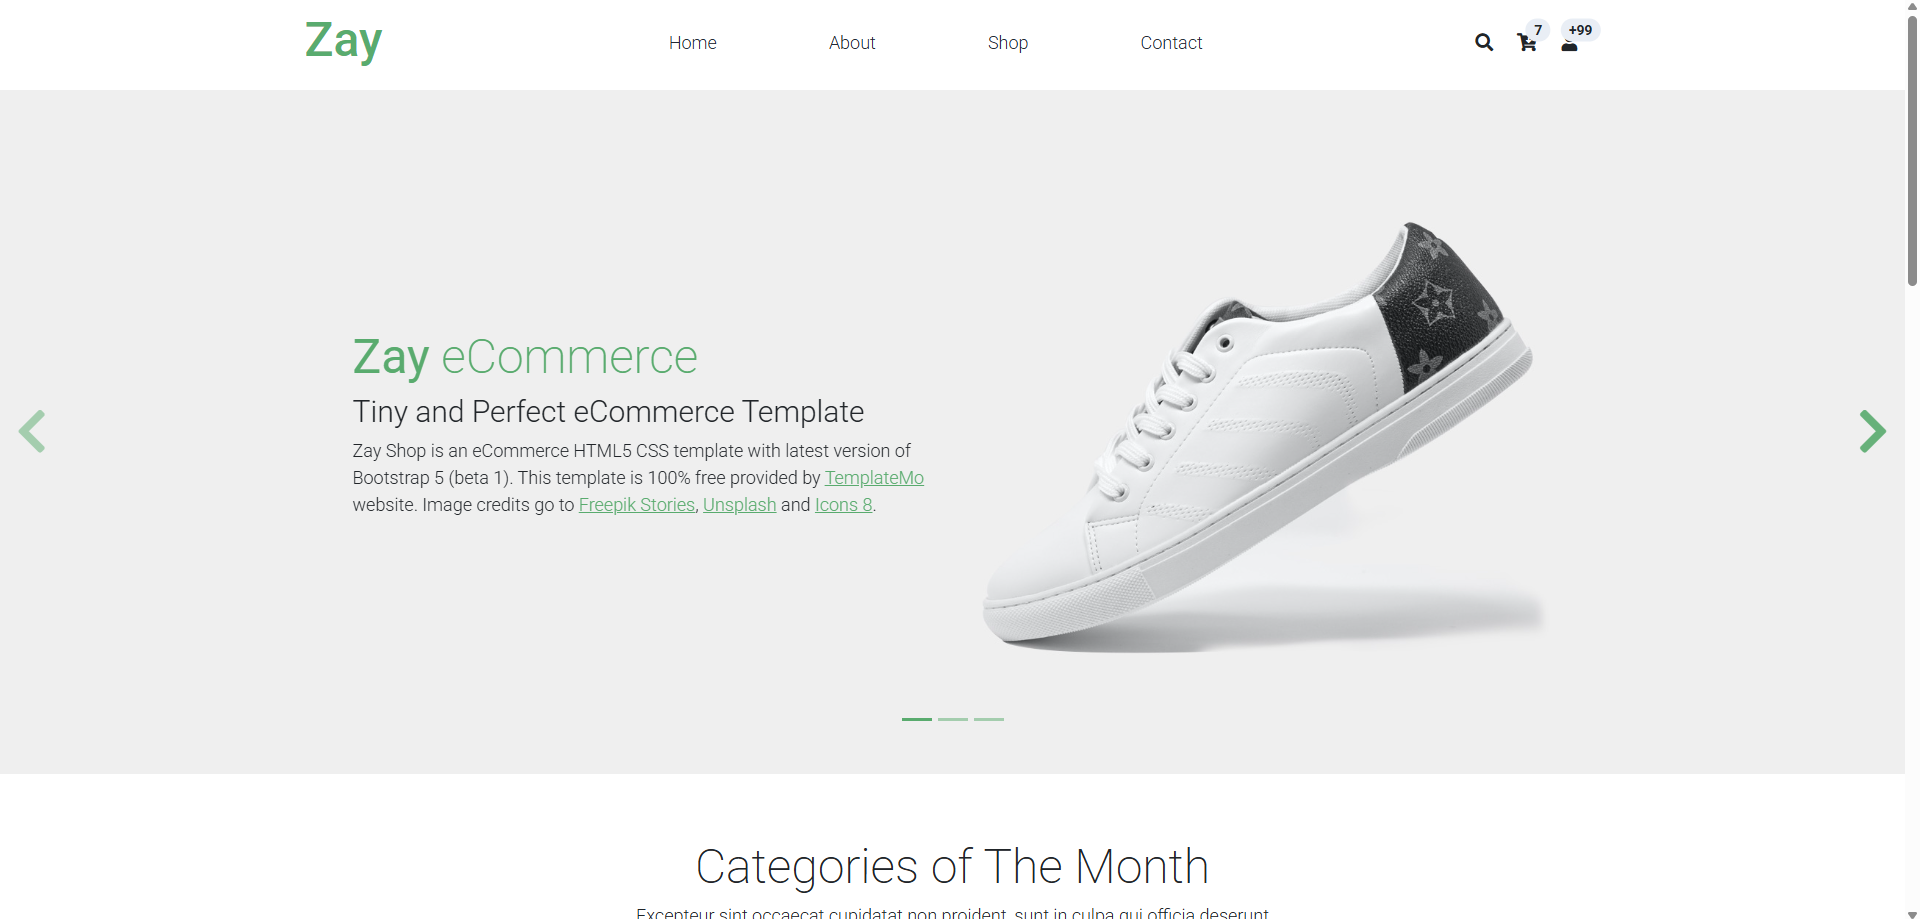 Zay
Home
About
Shop
Contact
7
+99
Zay eCommerce
Tiny and Perfect eCommerce Template
Zay Shop is an eCommerce HTML5 CSS template with latest version of
Bootstrap 5 (beta 1). This template is 100% free provided by TemplateMo
website. Image credits go to Freepik Stories, Unsplash and Icons 8.
Categories of The Month
Excepteur sint occaecat cupidatat non proident, sunt in culpa qui officia deserunt